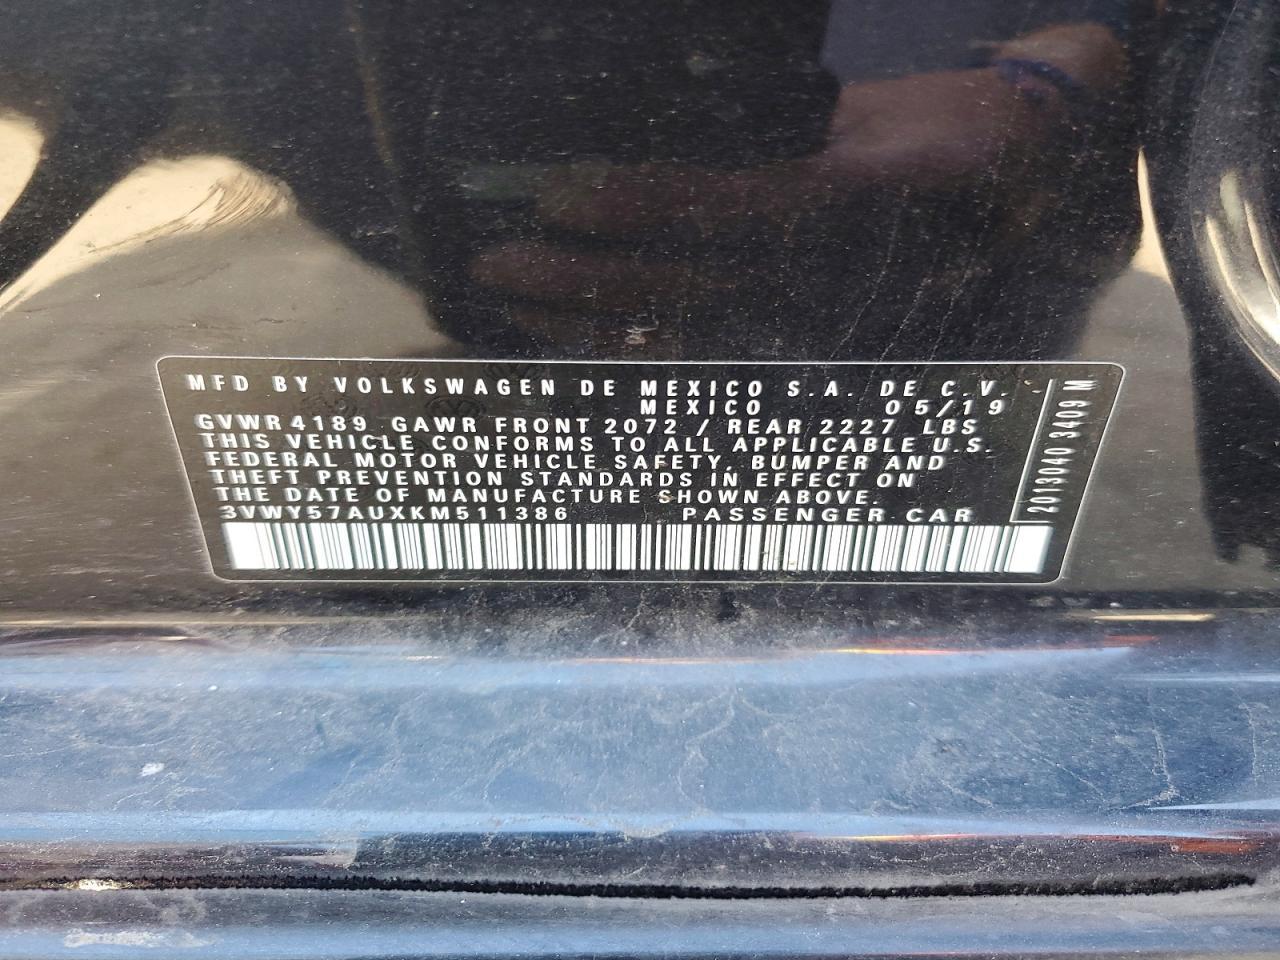 MFD BY VOLKSWAGEN DE MEXICO S.A. DE C.V.
MEXICO 05/19
GVWR 4189 GAWR FRONT 2072 / REAR 2227 LBS
THIS VEHICLE CONFORMS TO ALL APPLICABLE U.S.
FEDERAL MOTOR VEHICLE SAFETY, BUMPER AND
THEFT PREVENTION STANDARDS IN EFFECT ON
THE DATE OF MANUFACTURE SHOWN ABOVE.
3VWY57AUXKM511386 PASSENGER CAR
2013940 3409 M